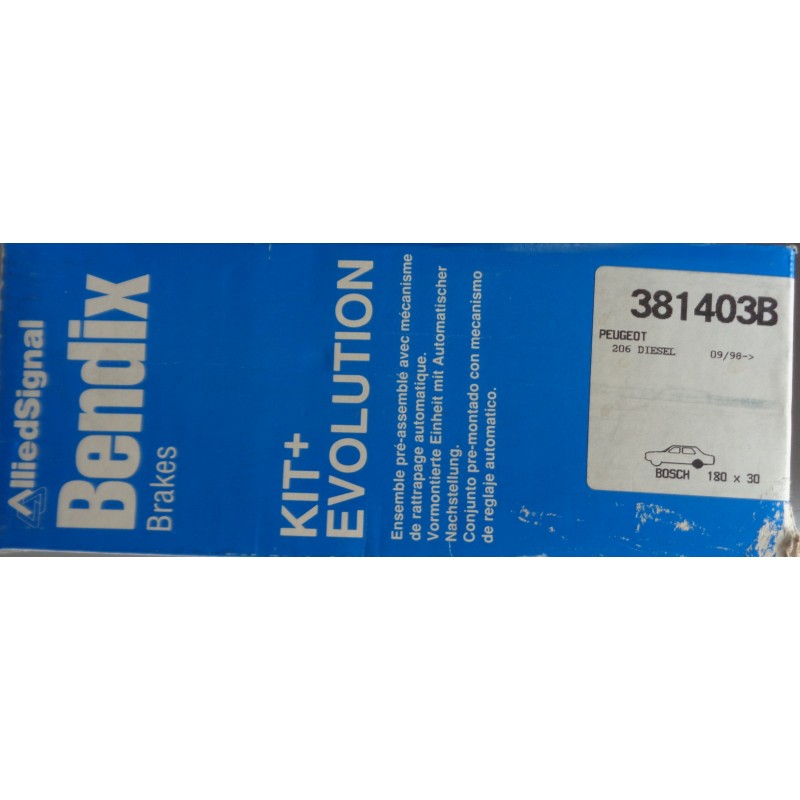 AlliedSignal
Bendix
Brakes
KIT+
EVOLUTION
Ensemble pré-assemblé avec mécanisme
de rattrapage automatique.
Vormontierte Einheit mit Automatischer
Nachstellung.
Conjunto pre-montado con mecanismo
de reglaje automatico.
381403B
PEUGEOT
206 DIESEL 09/98->
BOSCH 180 x 30